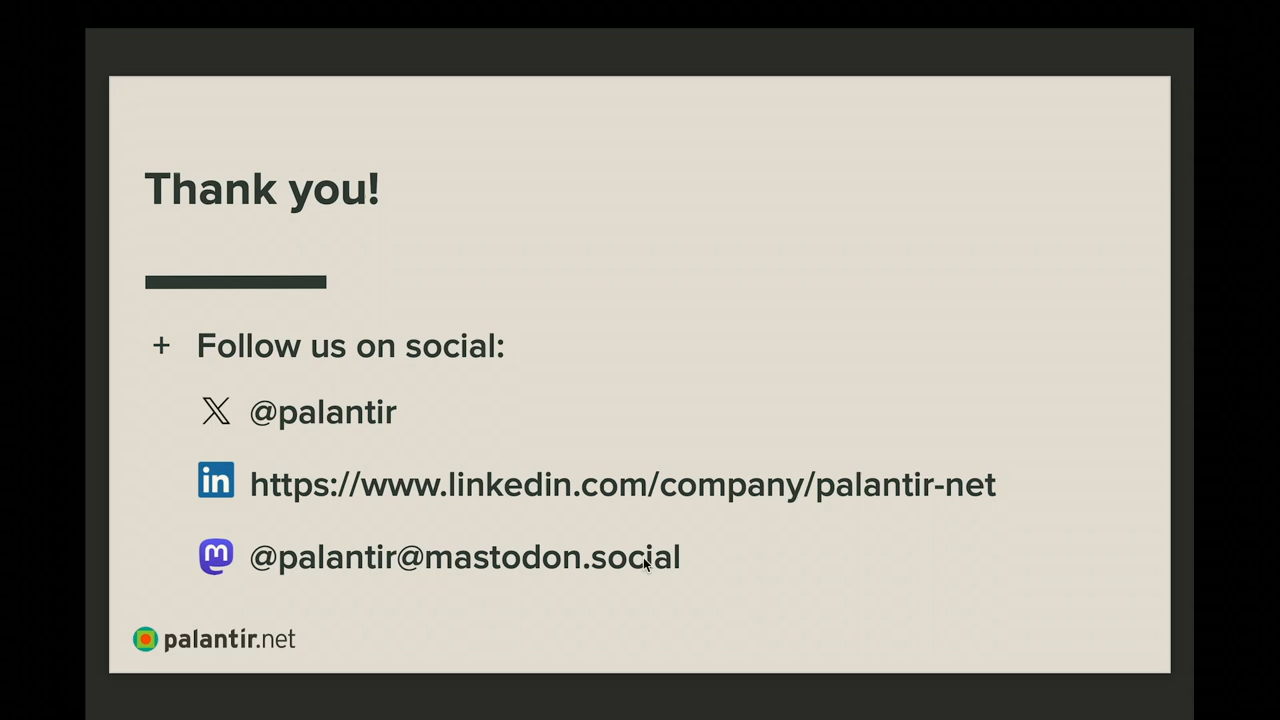 Thank you!
+ Follow us on social:
@palantir
in https://www.linkedin.com/company/palantir-net
@palantir@mastodon.social
palantir.net